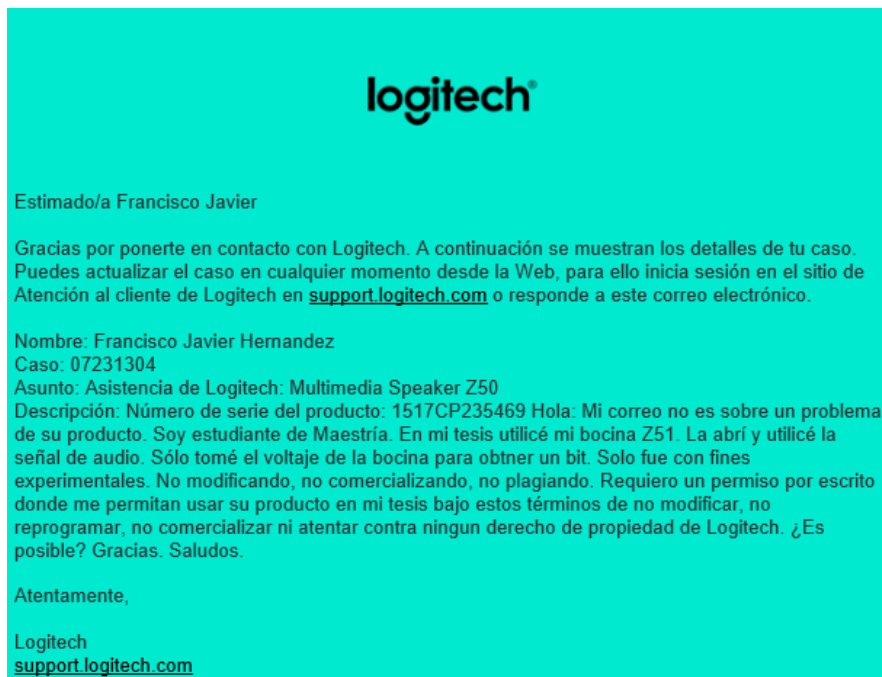 logitech®
Estimado/a Francisco Javier
Gracias por ponerte en contacto con Logitech. A continuación se muestran los detalles de tu caso.
Puedes actualizar el caso en cualquier momento desde la Web, para ello inicia sesión en el sitio de
Atención al cliente de Logitech en support.logitech.com o responde a este correo electrónico.
Nombre: Francisco Javier Hernandez
Caso: 07231304
Asunto: Asistencia de Logitech: Multimedia Speaker Z50
Descripción: Número de serie del producto: 1517CP235469 Hola: Mi correo no es sobre un problema
de su producto. Soy estudiante de Maestría. En mi tesis utilicé mi bocina Z51. La abrí y utilicé la
señal de audio. Sólo tomé el voltaje de la bocina para obtner un bit. Solo fue con fines
experimentales. No modificando, no comercializando, no plagiando. Requiero un permiso por escrito
donde me permitan usar su producto en mi tesis bajo estos términos de no modificar, no
reprogramar, no comercializar ni atentar contra ningun derecho de propiedad de Logitech. ¿Es
posible? Gracias. Saludos.
Atentamente,
Logitech
support.logitech.com